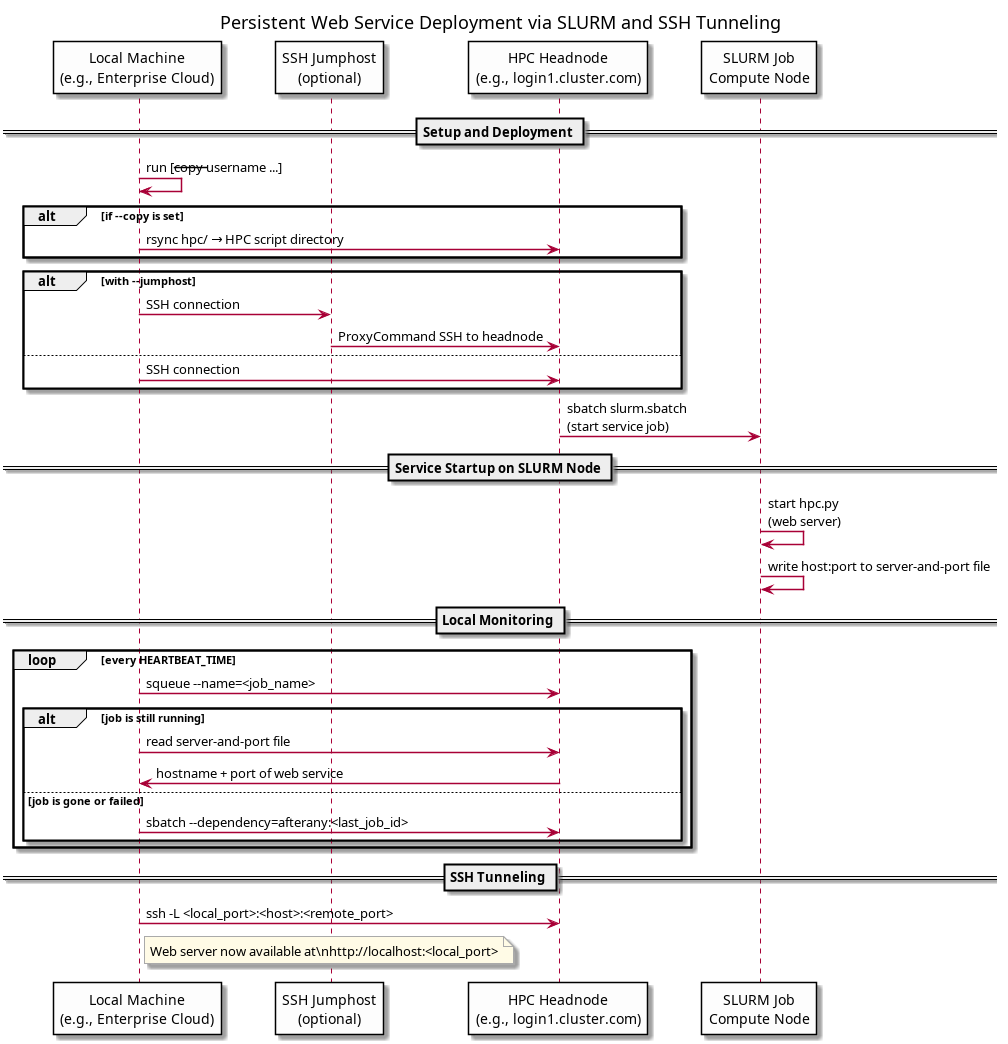 Persistent Web Service Deployment via SLURM and SSH Tunneling
Local Machine
(e.g., Enterprise Cloud)
SSH Jumphost
(optional)
HPC Headnode
(e.g., login1.cluster.com)
SLURM Job
Compute Node
Setup and Deployment
run [copy username ...]
alt
[if --copy is set]
rsync hpc/ → HPC script directory
alt
[with --jumphost]
SSH connection
ProxyCommand SSH to headnode
SSH connection
sbatch slurm.sbatch
(start service job)
Service Startup on SLURM Node
start hpc.py
(web server)
write host:port to server-and-port file
Local Monitoring
loop
[every HEARTBEAT_TIME]
squeue --name=<job_name>
alt
[job is still running]
read server-and-port file
hostname + port of web service
[job is gone or failed]
sbatch --dependency=afterany:<last_job_id>
SSH Tunneling
ssh -L <local_port>:<host>:<remote_port>
Web server now available at\nhttp://localhost:<local_port>
Local Machine
(e.g., Enterprise Cloud)
SSH Jumphost
(optional)
HPC Headnode
(e.g., login1.cluster.com)
SLURM Job
Compute Node